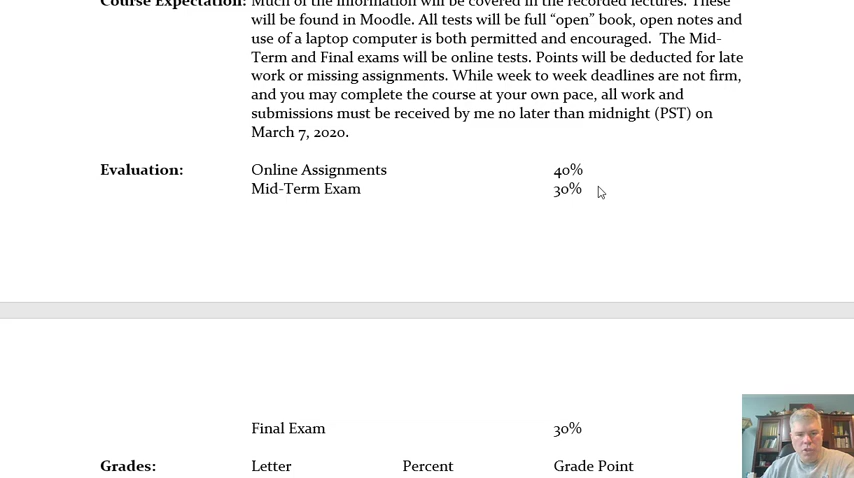 Course Expectation: Much of the information will be covered in the recorded lectures. These
will be found in Moodle. All tests will be full “open” book, open notes and
use of a laptop computer is both permitted and encouraged.  The Mid-
Term and Final exams will be online tests. Points will be deducted for late
work or missing assignments. While week to week deadlines are not firm,
and you may complete the course at your own pace, all work and
submissions must be received by me no later than midnight (PST) on
March 7, 2020.
Evaluation: Online Assignments 40%
Mid-Term Exam 30%
Final Exam 30%
Grades: Letter Percent Grade Point